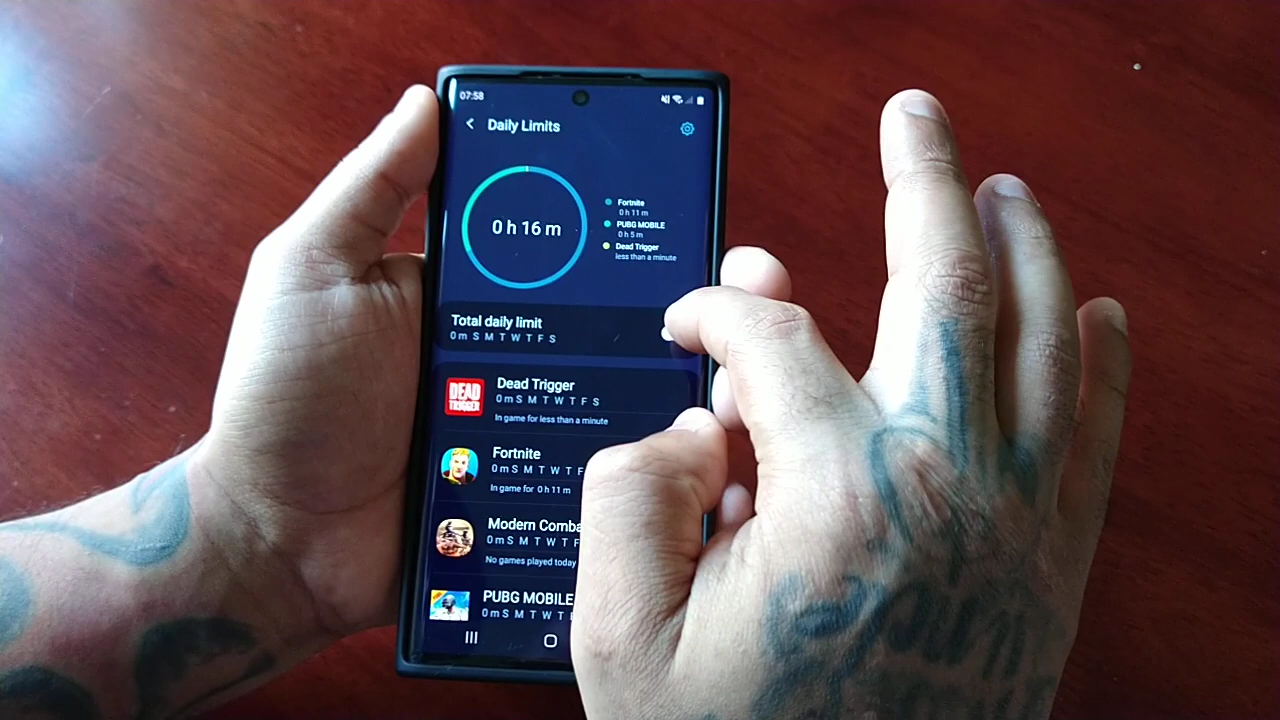 07:58
Daily Limits
0 h 16 m
Fortnite
0 h 11 m
PUBG MOBILE
0 h 5 m
Dead Trigger
less than a minute
Total daily limit
0m S M T W T F S
DEAD
TRIGGER
Dead Trigger
0m S M T W T F S
In game for less than a minute
Fortnite
0m S M T W T F
In game for 0 h 11 m
Modern Comba
0m S M T W T F
No games played today
PUBG MOBILE
0m S M T W T F